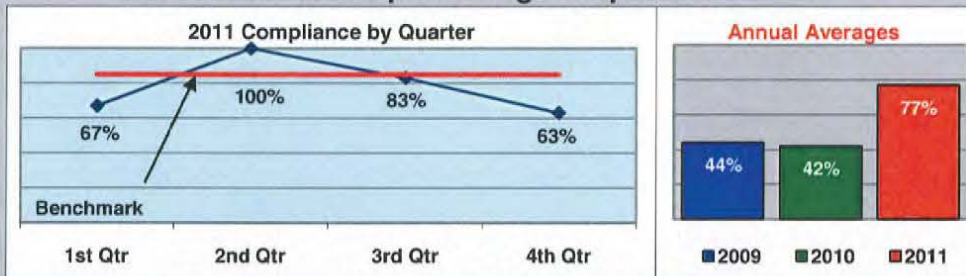 2011 Compliance by Quarter
67%
100%
83%
63%
Benchmark
1st Qtr 2nd Qtr 3rd Qtr 4th Qtr
Annual Averages
44%
42%
77%
2009 2010 2011